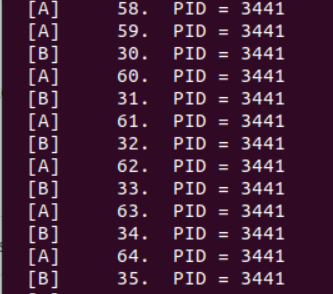 [A] 58. PID = 3441
[A] 59. PID = 3441
[B] 30. PID = 3441
[A] 60. PID = 3441
[B] 31. PID = 3441
[A] 61. PID = 3441
[B] 32. PID = 3441
[A] 62. PID = 3441
[B] 33. PID = 3441
[A] 63. PID = 3441
[B] 34. PID = 3441
[A] 64. PID = 3441
[B] 35. PID = 3441